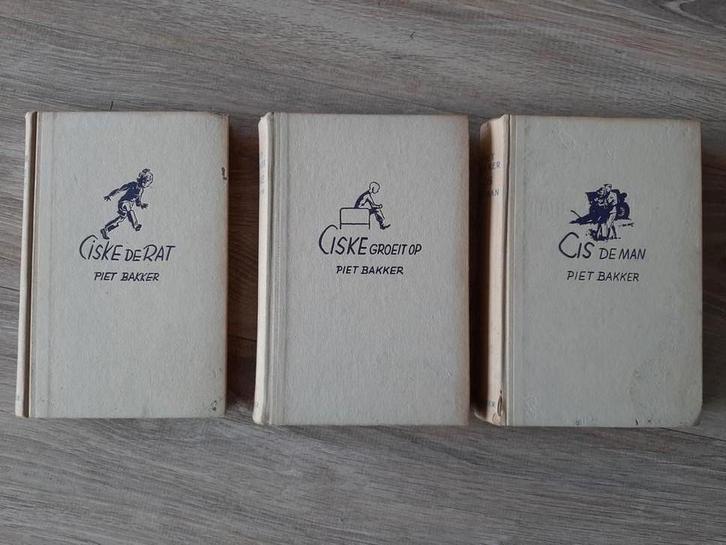 CISKE DE RAT
PIET BAKKER
CISKE GROEIT OP
PIET BAKKER
CIS DE MAN
PIET BAKKER